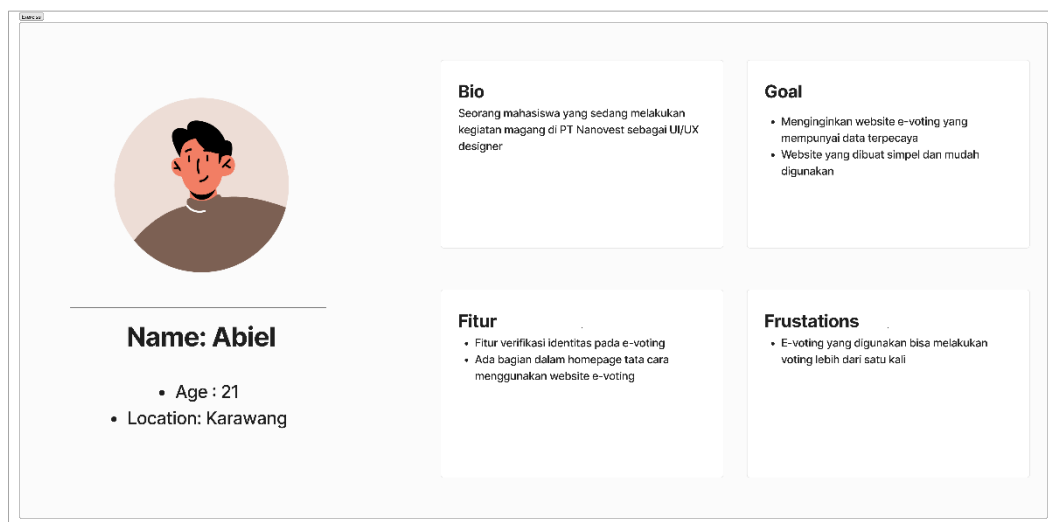 Name: Abiel
• Age : 21
• Location: Karawang
Bio
Seorang mahasiswa yang sedang melakukan
kegiatan magang di PT Nanovest sebagai UI/UX
designer
Goal
• Menginginkan website e-voting yang
mempunyai data terpecaya
• Website yang dibuat simpel dan mudah
digunakan
Fitur
• Fitur verifikasi identitas pada e-voting
• Ada bagian dalam homepage tata cara
menggunakan website e-voting
Frustations
• E-voting yang digunakan bisa melakukan
voting lebih dari satu kali